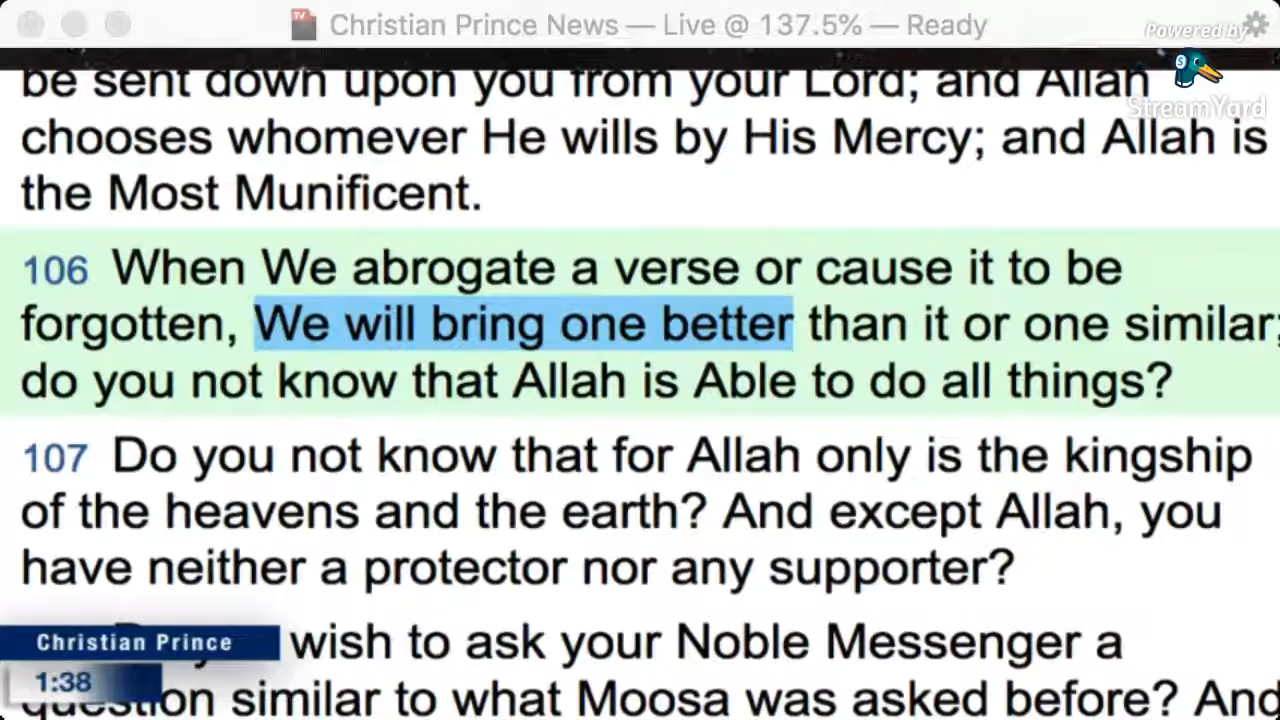 Christian Prince News — Live @ 137.5% — Ready
Powered by
StreamYard
be sent down upon you from your Lord; and Allah
chooses whomever He wills by His Mercy; and Allah is
the Most Munificent.
106 When We abrogate a verse or cause it to be
forgotten, We will bring one better than it or one similar;
do you not know that Allah is Able to do all things?
107 Do you not know that for Allah only is the kingship
of the heavens and the earth? And except Allah, you
have neither a protector nor any supporter?
wish to ask your Noble Messenger a
question similar to what Moosa was asked before? And
Christian Prince
1:38